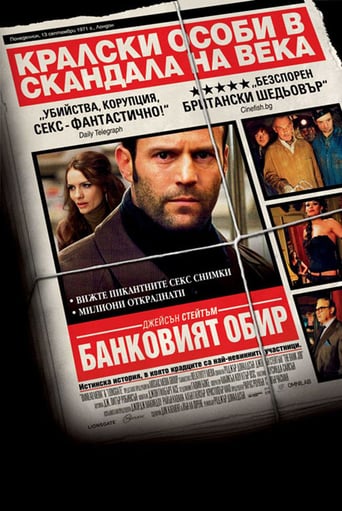 Понеделник, 13 септември 1971 г., Лондон
КРАЛСКИ ОСОБИ В
СКАНДАЛА НА ВЕКА
„УБИЙСТВА, КОРУПЦИЯ,
СЕКС - ФАНТАСТИЧНО!“
Daily Telegraph
★★★★★ „БЕЗСПОРЕН
БРИТАНСКИ ШЕДЬОВЪР“
Cinefish.bg
• ВИЖТЕ ПИКАНТНИТЕ СЕКС СНИМКИ
• МИЛИОНИ ОТКРАДНАТИ
ДЖЕЙСЪН СТЕЙТЪМ
БАНКОВИЯТ ОБИР
Истинска история, в която крадците са най-невинните участници.
LIONSGATE
OMNILAB